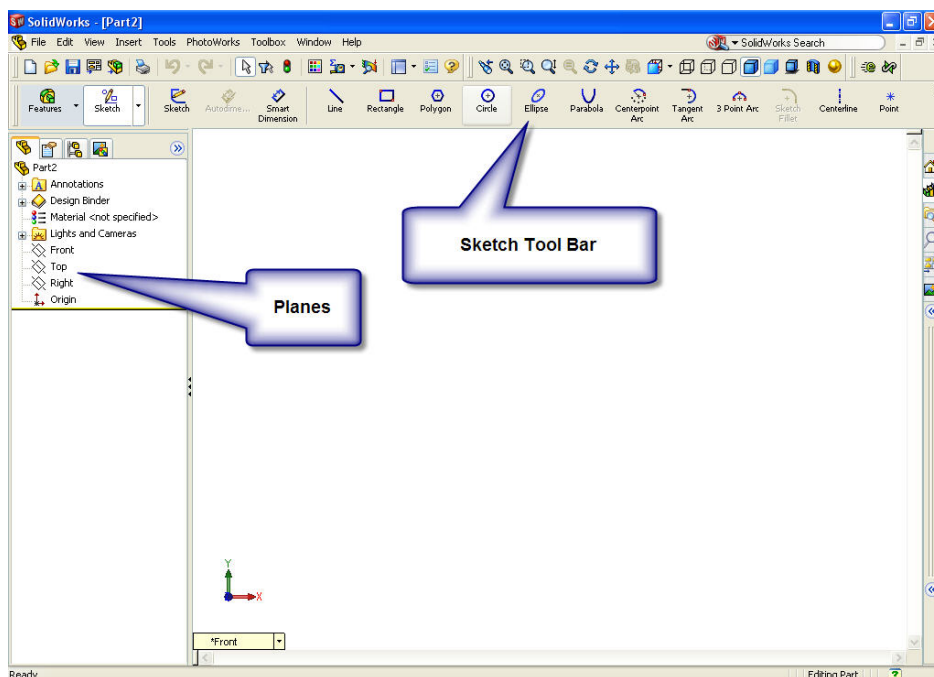 SolidWorks - [Part2]
File Edit View Insert Tools PhotoWorks Toolbox Window Help
SolidWorks Search
Features Sketch Sketch Autodime... Smart Dimension Line Rectangle Polygon Circle Ellipse Parabola Centerpoint Arc Tangent Arc 3 Point Arc Sketch Fillet Centerline Point
Part2
Annotations
Design Binder
Material <not specified>
Lights and Cameras
Front
Top
Right
Origin
Sketch Tool Bar
Planes
Y
X
*Front
Ready
Editing Part